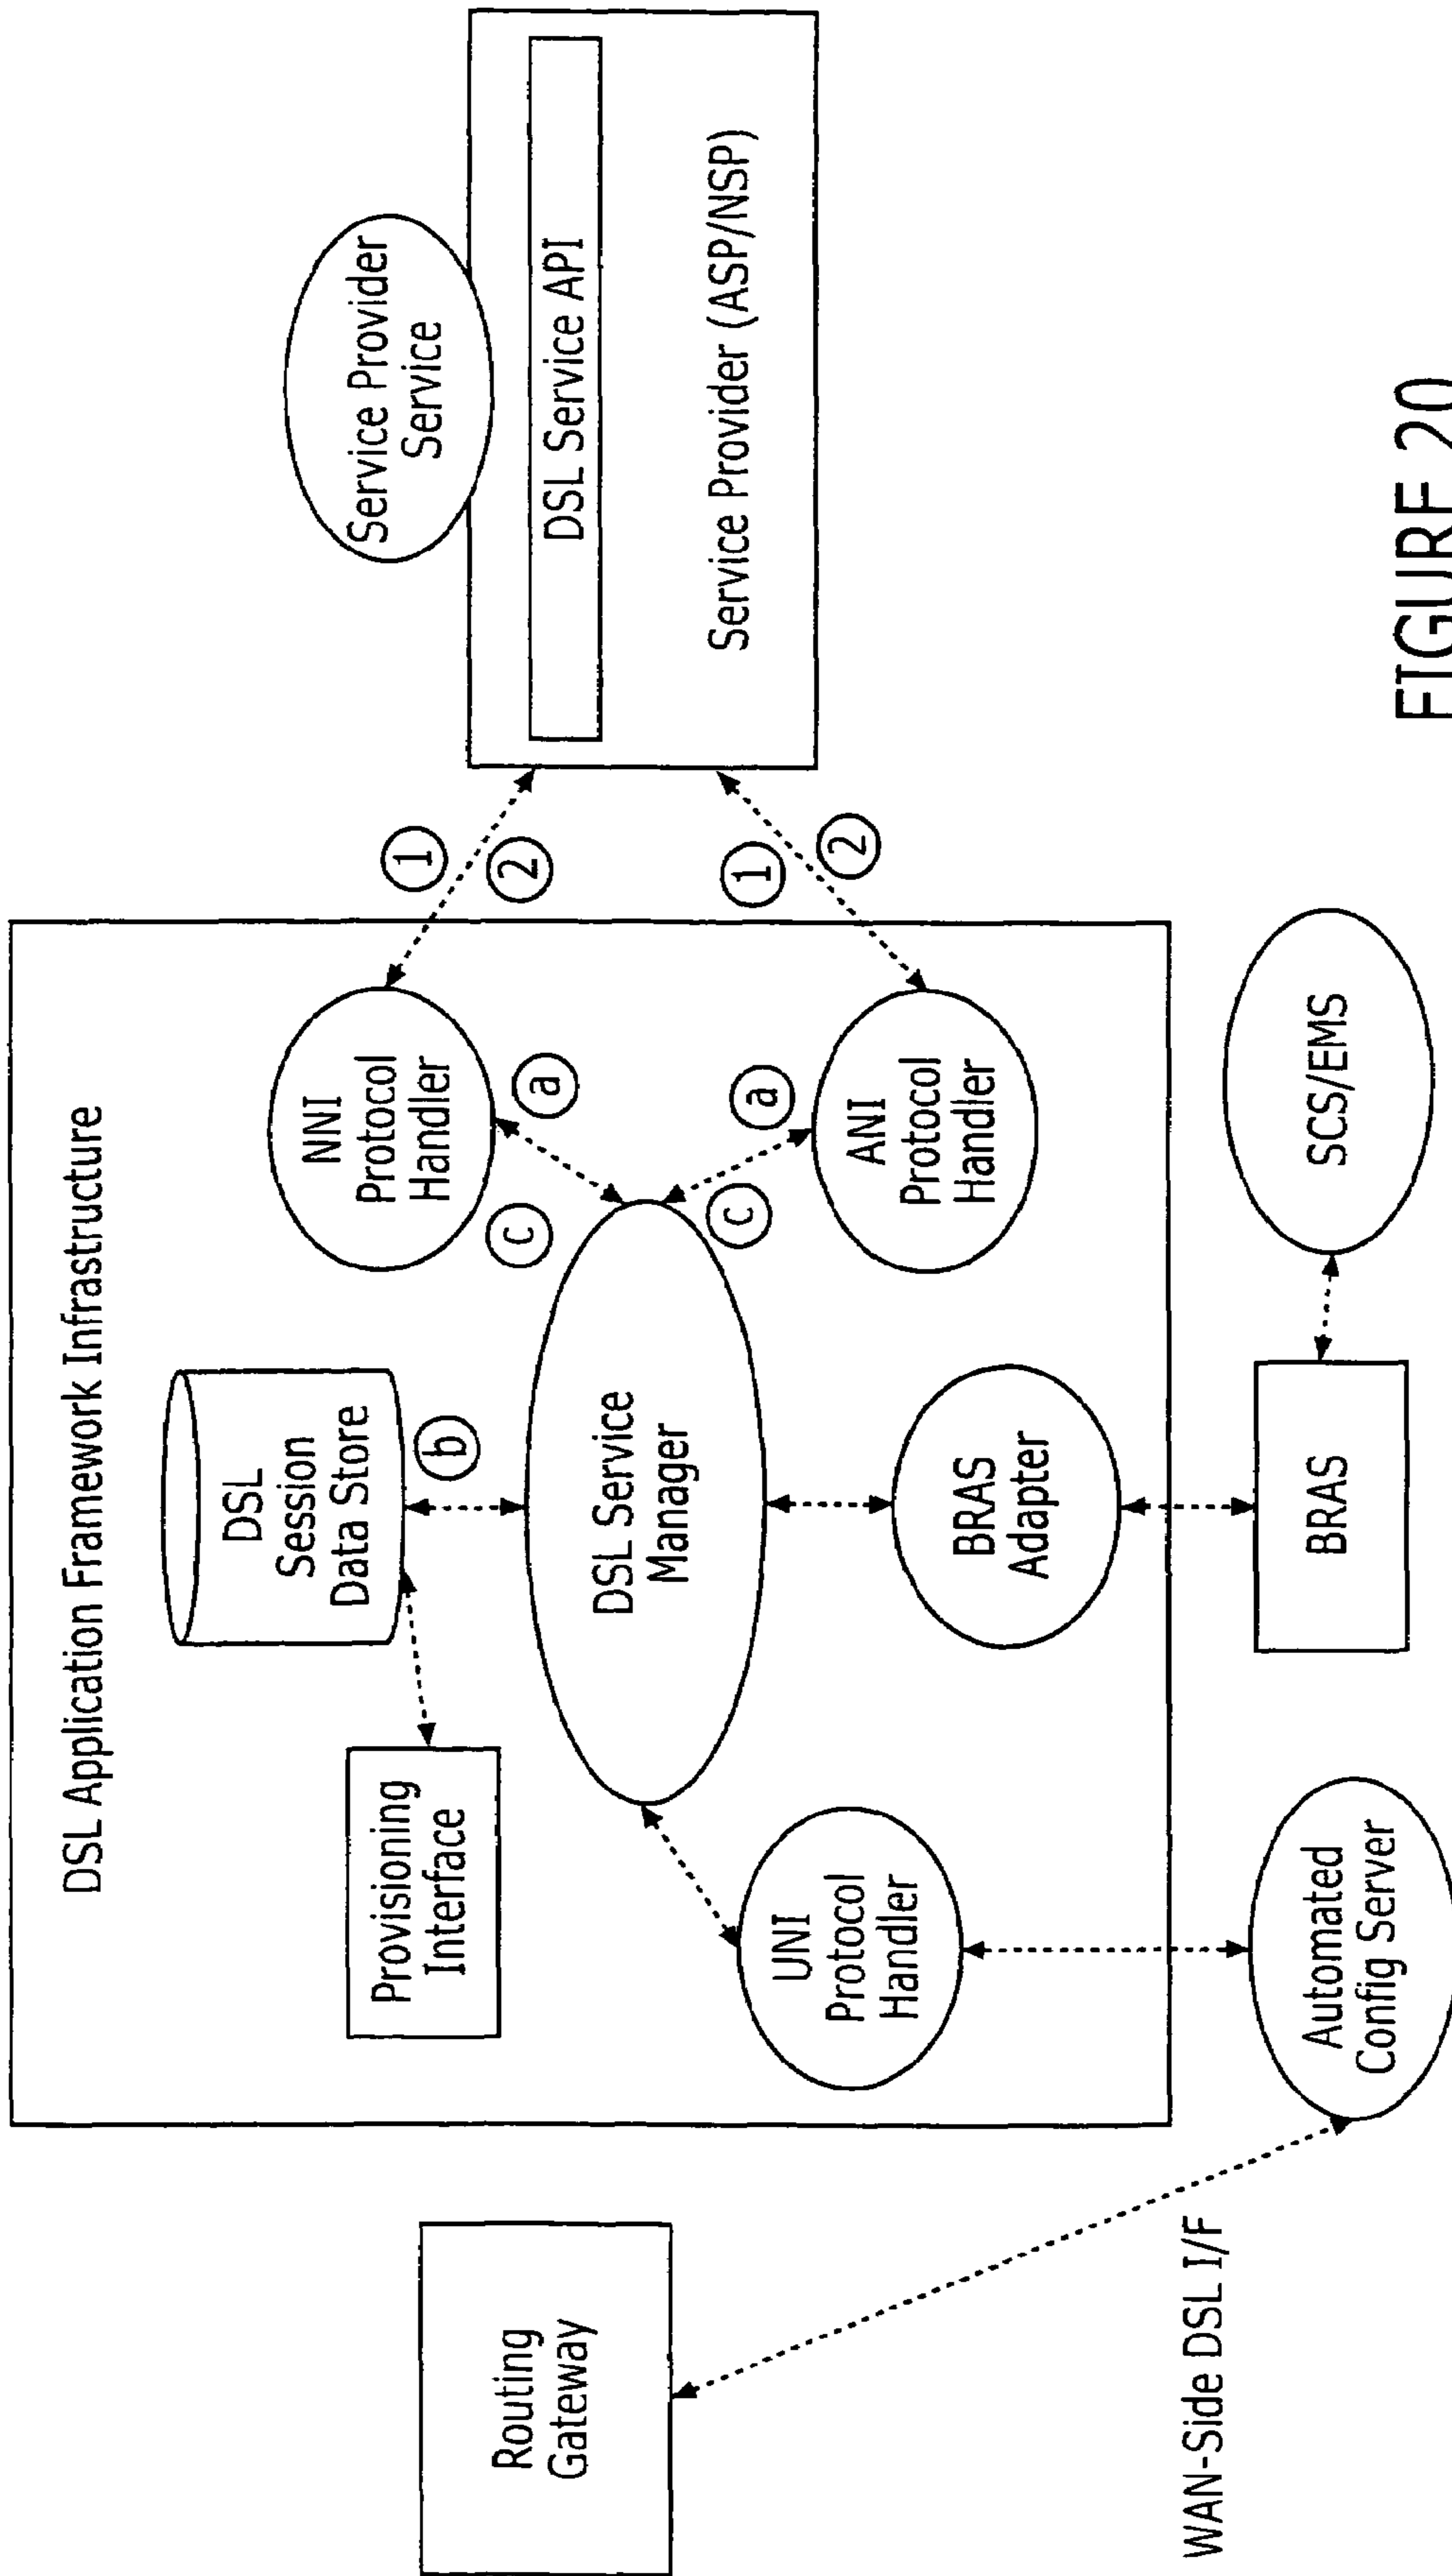 DSL Application Framework Infrastructure
Routing
Gateway
Provisioning
Interface
DSL
Session
Data Store
b
NNI
Protocol
Handler
a
c
1
2
Service Provider
Service
DSL Service API
Service Provider (ASP/NSP)
DSL Service
Manager
UNI
Protocol
Handler
BRAS
Adapter
c
a
ANI
Protocol
Handler
1
2
WAN-Side DSL I/F
Automated
Config Server
BRAS
SCS/EMS
FIGURE 20